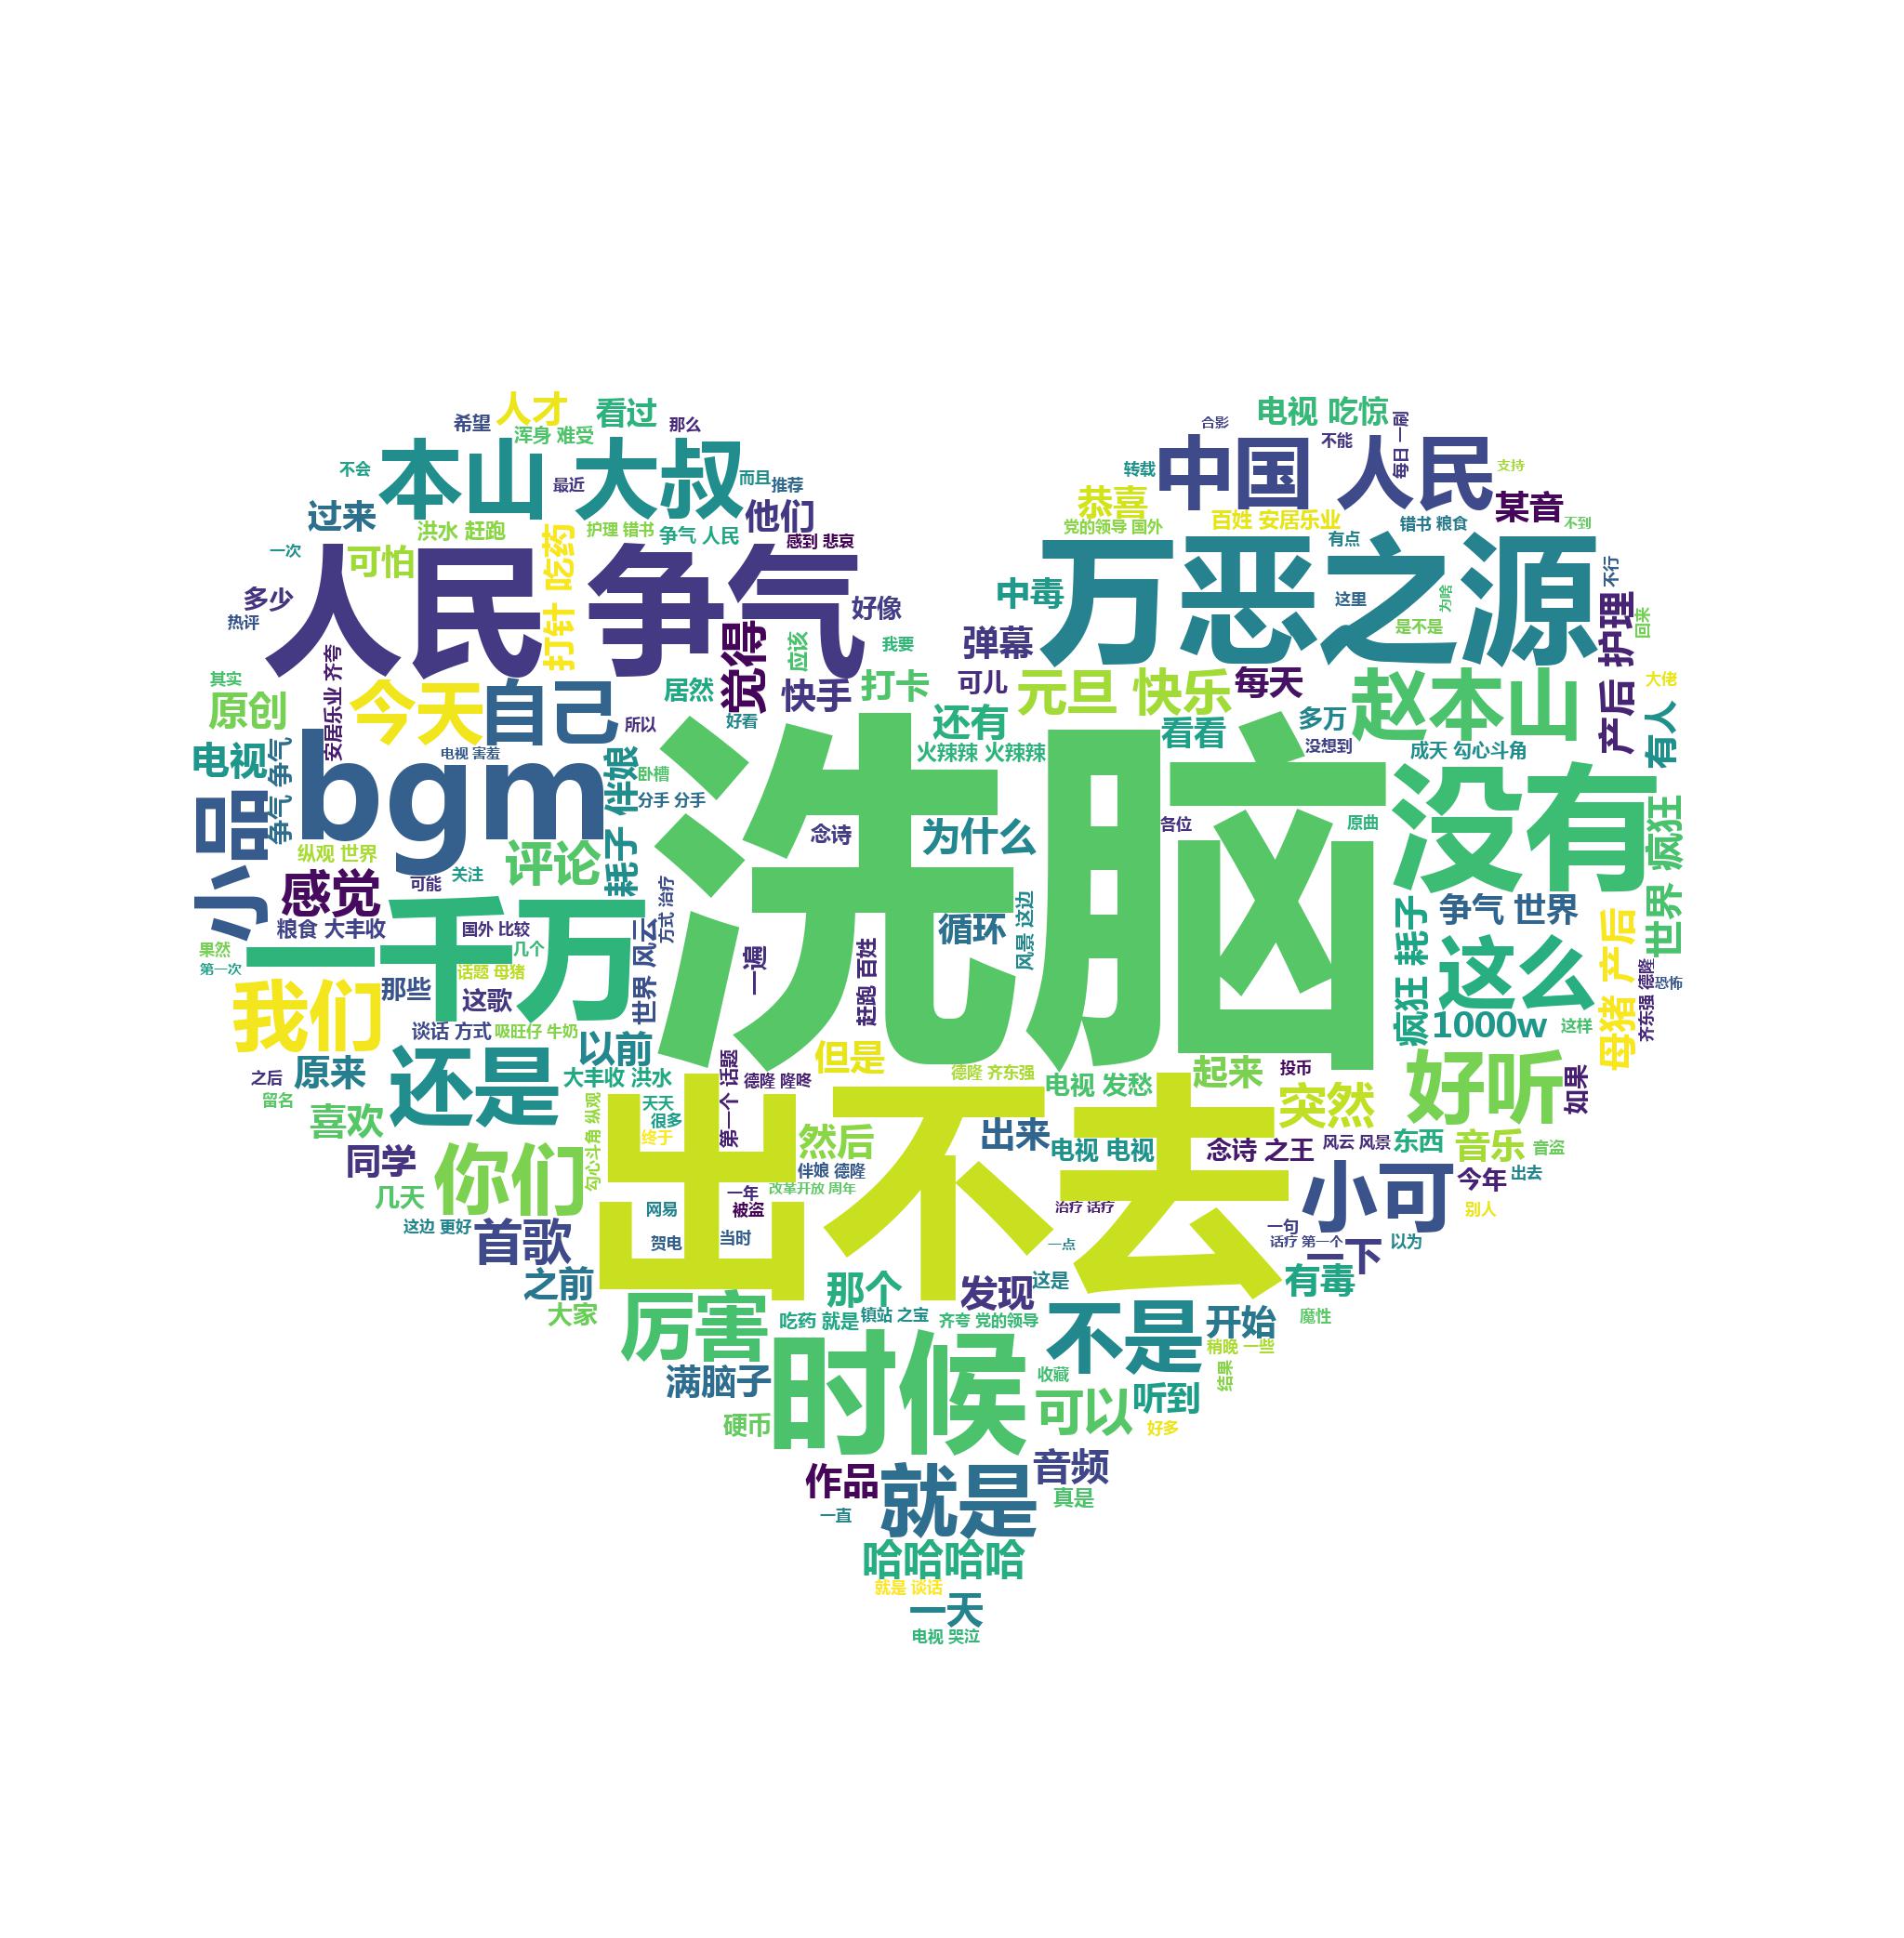 人才 看过
希望
浑身 难受
那么
电视 吃惊
合影
不能
每日 一剧
本山 大叔
中国 人民
不会
最近
而且
推荐
转载
支持
过来
他们
恭喜
某音
洪水 赶跑
护理 错书
争气 人民
党的领导 国外
百姓 安居乐业
错书 粮食
不到
一次
可怕
打针 吃药
感到 悲哀
有点
人民 争气
万恶之源
多少
热评
好像
中毒
这里
为啥
不行
护理
回来
安居乐业 齐夸
觉得
应该
我要
弹幕
是不是
产后
其实
原创
今天
自己
居然
快手
打卡
可儿
元旦 快乐
每天
赵本山
大佬
所以
好看
还有
看看
多万
没想到
有人
电视
争气 争气
bgm
电视 害羞
耗子 伴娘
卧槽
火辣辣 火辣辣
成天 勾心斗角
小品
分手 分手
洗脑
没有
世界 疯狂
纵观 世界
评论
念诗
为什么
各位
原曲
感觉
可能
关注
方式 治疗
粮食 大丰收
一千万
国外 比较
循环
风景 这边
疯狂 耗子
争气 世界
母猪 产后
果然
第一次
话题 母猪
几个
世界 风云
一遍
赶跑 百姓
这么
齐东强 德隆
恐怖
我们
那些
这歌
1000w
这样
谈话 方式
吸旺仔 牛奶
以前
但是
原来
还是
大丰收 洪水
第一个 话题
德隆 隆咚
德隆 齐东强
电视 发愁
起来
投币
好听
如果
之后
留名
喜欢
勾心斗角 纵观
天天
很多
终于
出不去
然后
出来
突然
同学
你们
电视 电视
念诗 之王
风云 风景
东西
音乐
音盗
几天
伴娘 德隆
改革开放 周年
小可
今年
出去
这边 更好
首歌
网易
一年
被盗
治疗 话疗
别人
贺电
当时
一点
一句
话疗 第一个
一下
以为
之前
那个
发现
这是
有毒
大家
厉害
吃药 就是
镇站 之宝
齐夸 党的领导
不是
开始
魔性
满脑子
时候
收藏
稍晚 一些
结果
硬币
可以
听到
好多
作品
就是
音频
真是
一直
哈哈哈哈
就是 谈话
一天
电视 哭泣